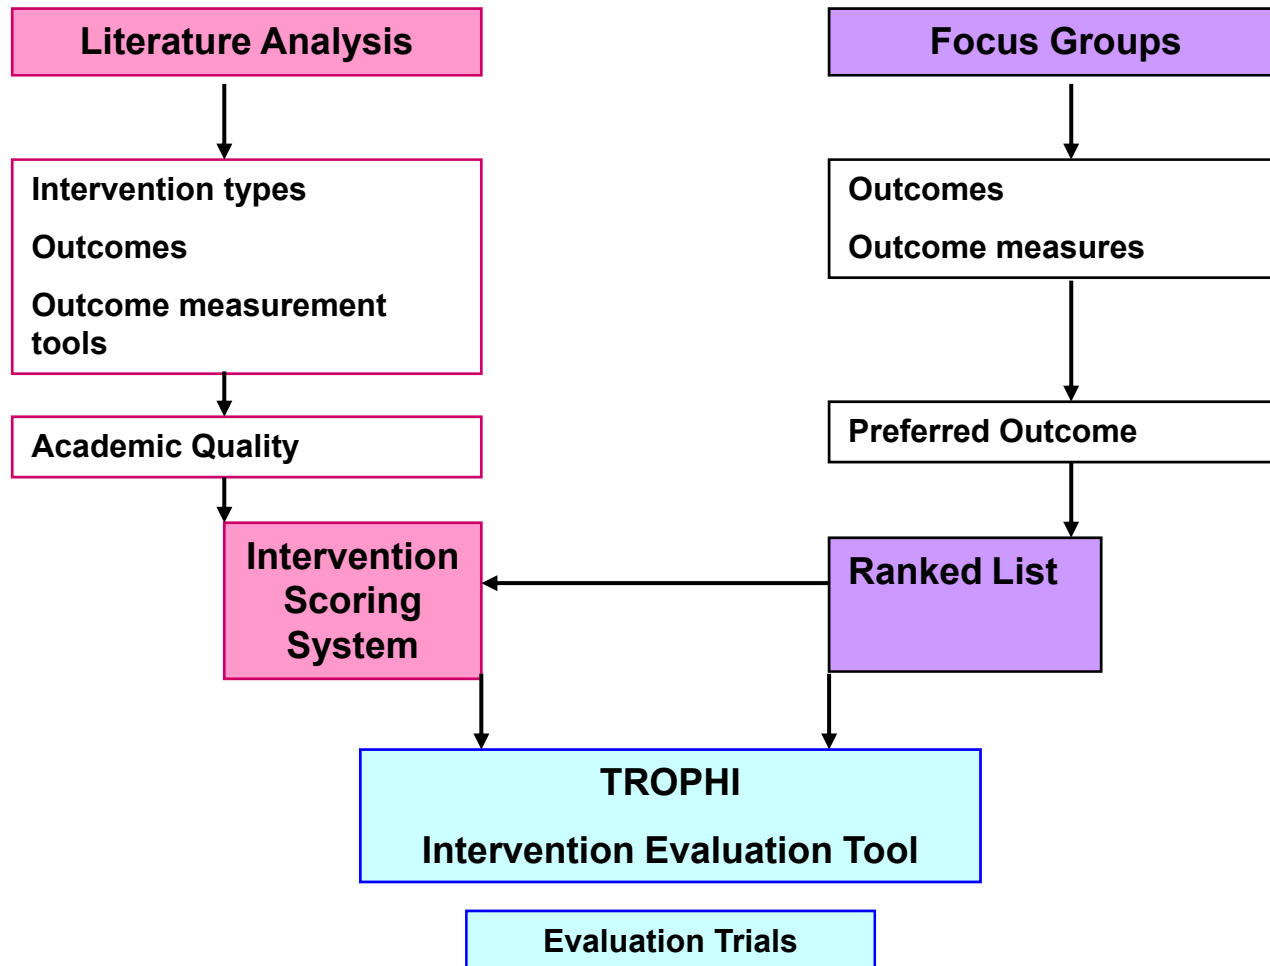 Literature Analysis
Focus Groups
Intervention types
Outcomes
Outcome measurement
tools
Outcomes
Outcome measures
Academic Quality
Preferred Outcome
Intervention
Scoring
System
Ranked List
TROPHI
Intervention Evaluation Tool
Evaluation Trials